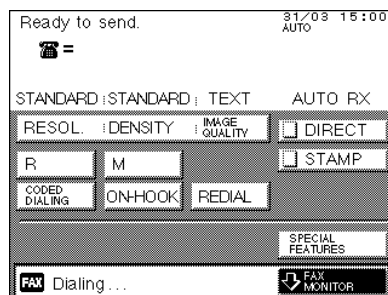 Ready to send.
31/03 15:00
AUTO
=
STANDARD STANDARD TEXT AUTO RX
RESOL. DENSITY IMAGE QUALITY
DIRECT
R M
STAMP
CODED DIALING ON-HOOK REDIAL
SPECIAL FEATURES
FAX Dialing...
FAX MONITOR